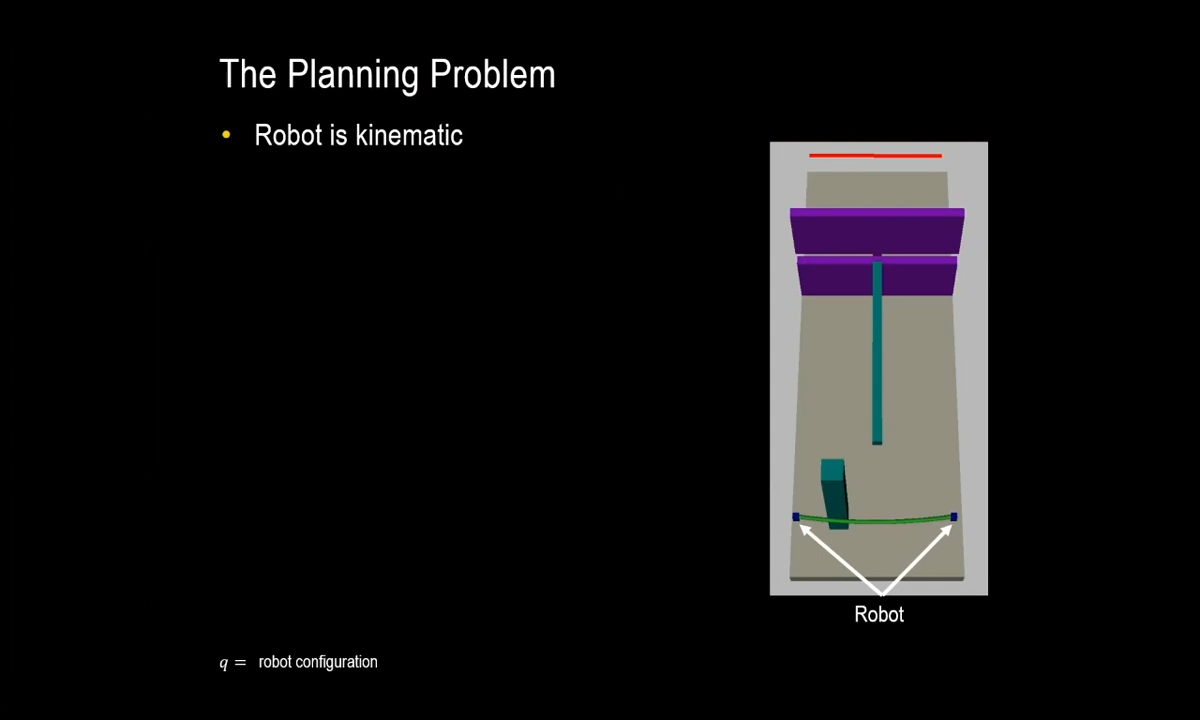 The Planning Problem
• Robot is kinematic
Robot
q = robot configuration